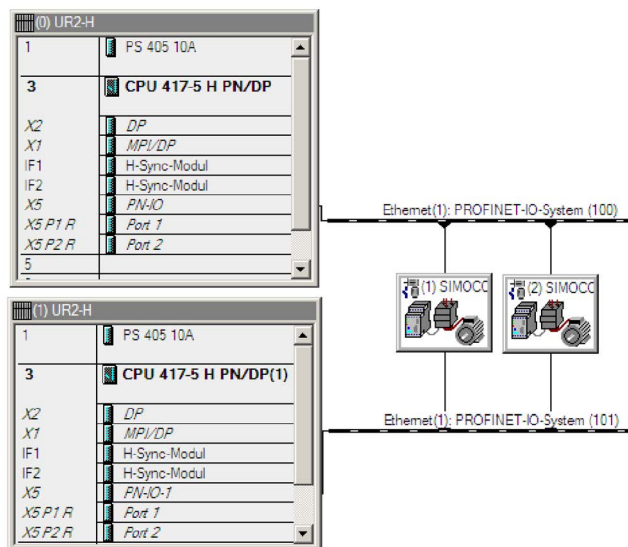 (0) UR2-H
1 PS 405 10A
3 CPU 417-5 H PN/DP
X2 DP
X1 MPI/DP
IF1 H-Sync-Modul
IF2 H-Sync-Modul
X5 PN-IO
X5 P1 R Port 1
X5 P2 R Port 2
5
Ethernet(1): PROFINET-IO-System (100)
(1) SIMOCC
(2) SIMOCC
(1) UR2-H
1 PS 405 10A
3 CPU 417-5 H PN/DP(1)
X2 DP
X1 MPI/DP
IF1 H-Sync-Modul
IF2 H-Sync-Modul
X5 PN-IO-1
X5 P1 R Port 1
X5 P2 R Port 2
Ethernet(1): PROFINET-IO-System (101)